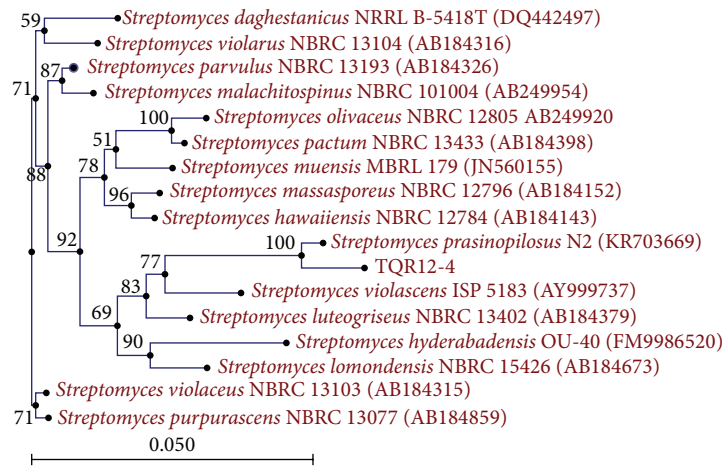 59 Streptomyces daghestanicus NRRL B-5418T (DQ442497)
Streptomyces violarus NBRC 13104 (AB184316)
87 Streptomyces parvulus NBRC 13193 (AB184326)
71 Streptomyces malachitospinus NBRC 101004 (AB249954)
100 Streptomyces olivaceus NBRC 12805 AB249920
51 Streptomyces pactum NBRC 13433 (AB184398)
88 78 Streptomyces muensis MBRL 179 (JN560155)
96 Streptomyces massasporeus NBRC 12796 (AB184152)
Streptomyces hawaiiensis NBRC 12784 (AB184143)
92 100 Streptomyces prasinopilosus N2 (KR703669)
77 TQR12-4
83 Streptomyces violascens ISP 5183 (AY999737)
69 Streptomyces luteogriseus NBRC 13402 (AB184379)
90 Streptomyces hyderabadensis OU-40 (FM9986520)
Streptomyces lomondensis NBRC 15426 (AB184673)
Streptomyces violaceus NBRC 13103 (AB184315)
71 Streptomyces purpurascens NBRC 13077 (AB184859)
0.050